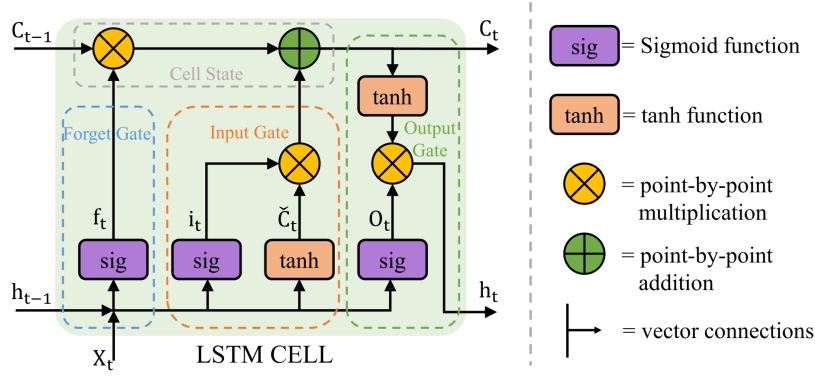 C_{t-1}
C_t
Cell State
tanh
Forget Gate
Input Gate
Output
Gate
f_t
i_t
Č_t
O_t
sig
sig
tanh
sig
h_{t-1}
h_t
X_t
LSTM CELL
sig = Sigmoid function
tanh = tanh function
= point-by-point
multiplication
= point-by-point
addition
= vector connections